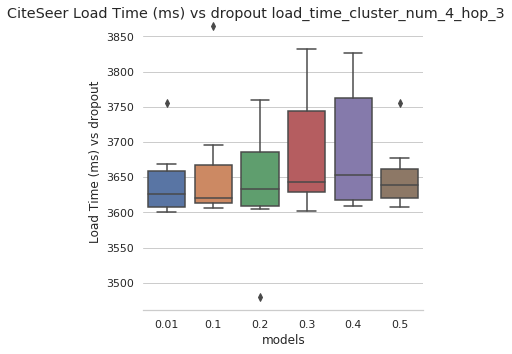 CiteSeer Load Time (ms) vs dropout load_time_cluster_num_4_hop_3
Load Time (ms) vs dropout
3850
3800
3750
3700
3650
3600
3550
3500
0.01 0.1 0.2 0.3 0.4 0.5
models